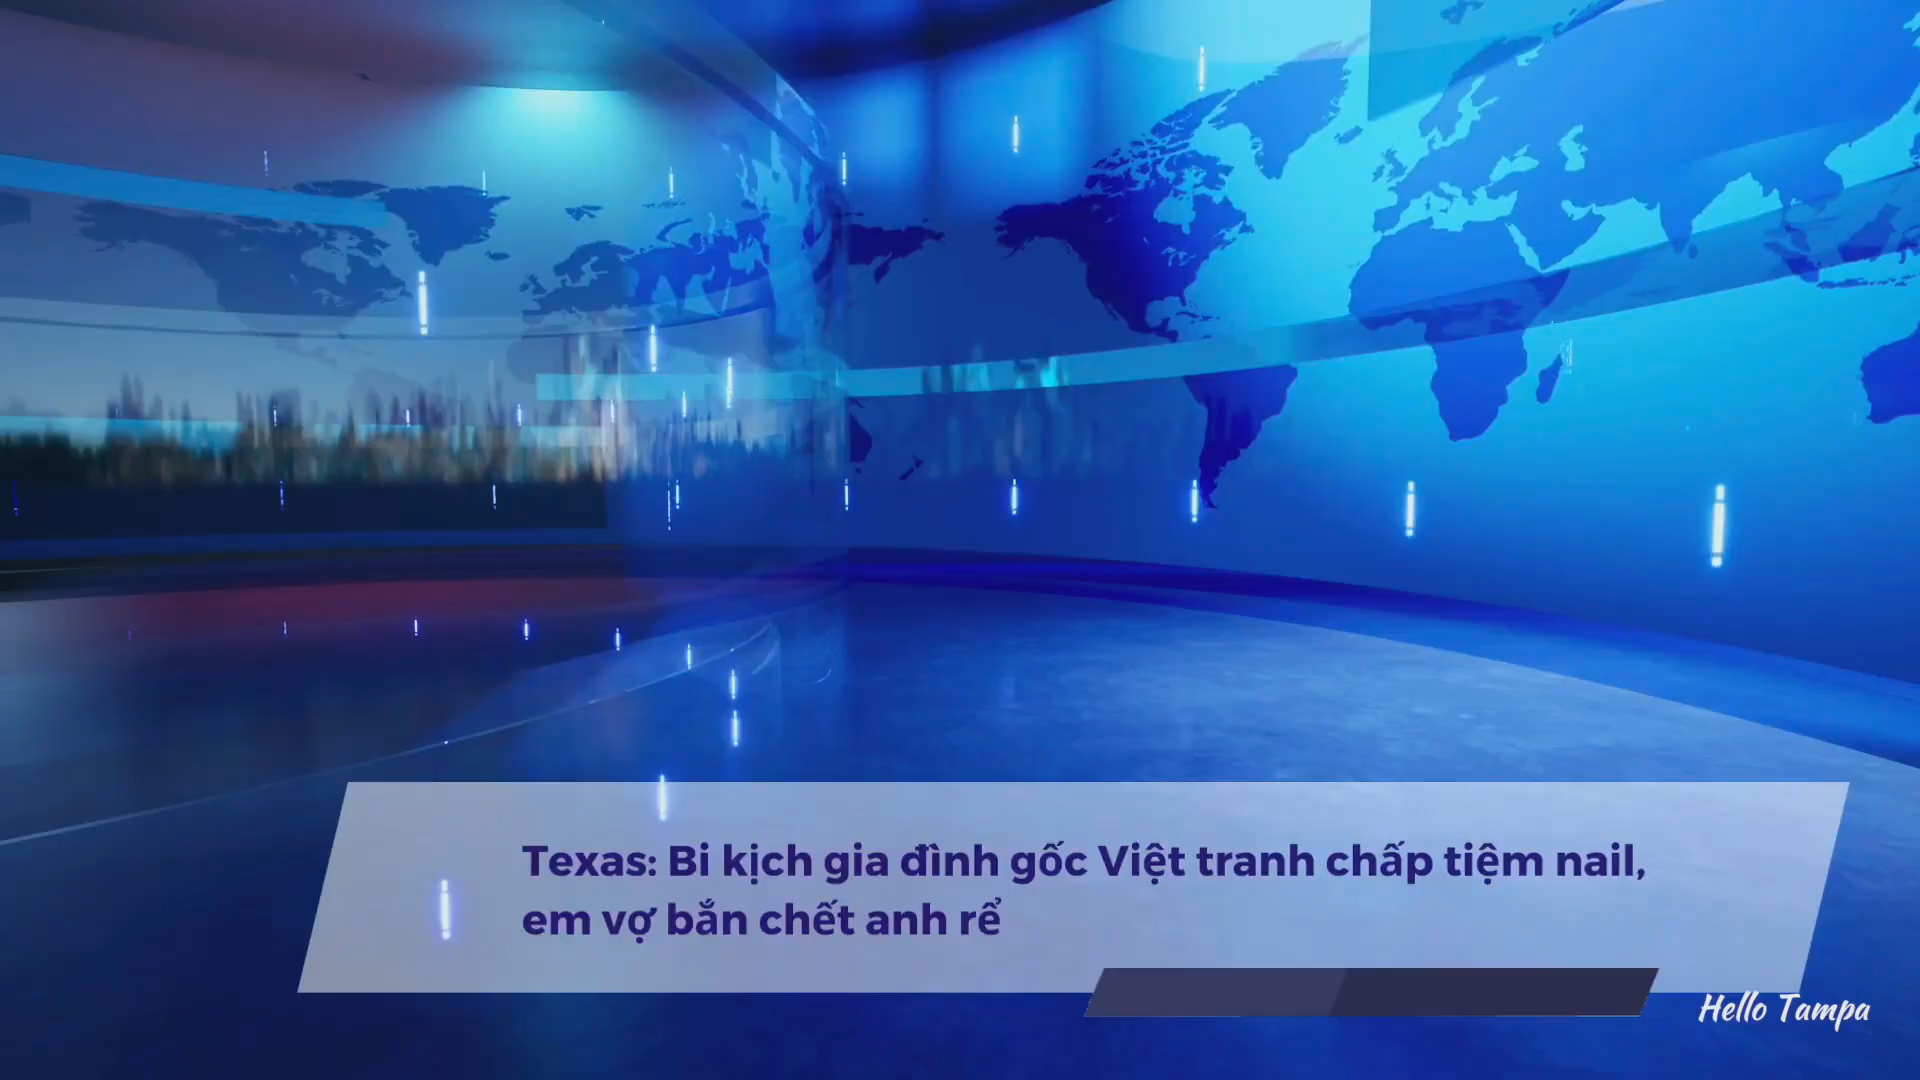 Texas: Bi kịch gia đình gốc Việt tranh chấp tiệm nail,
em vợ bắn chết anh rể
Hello Tampa